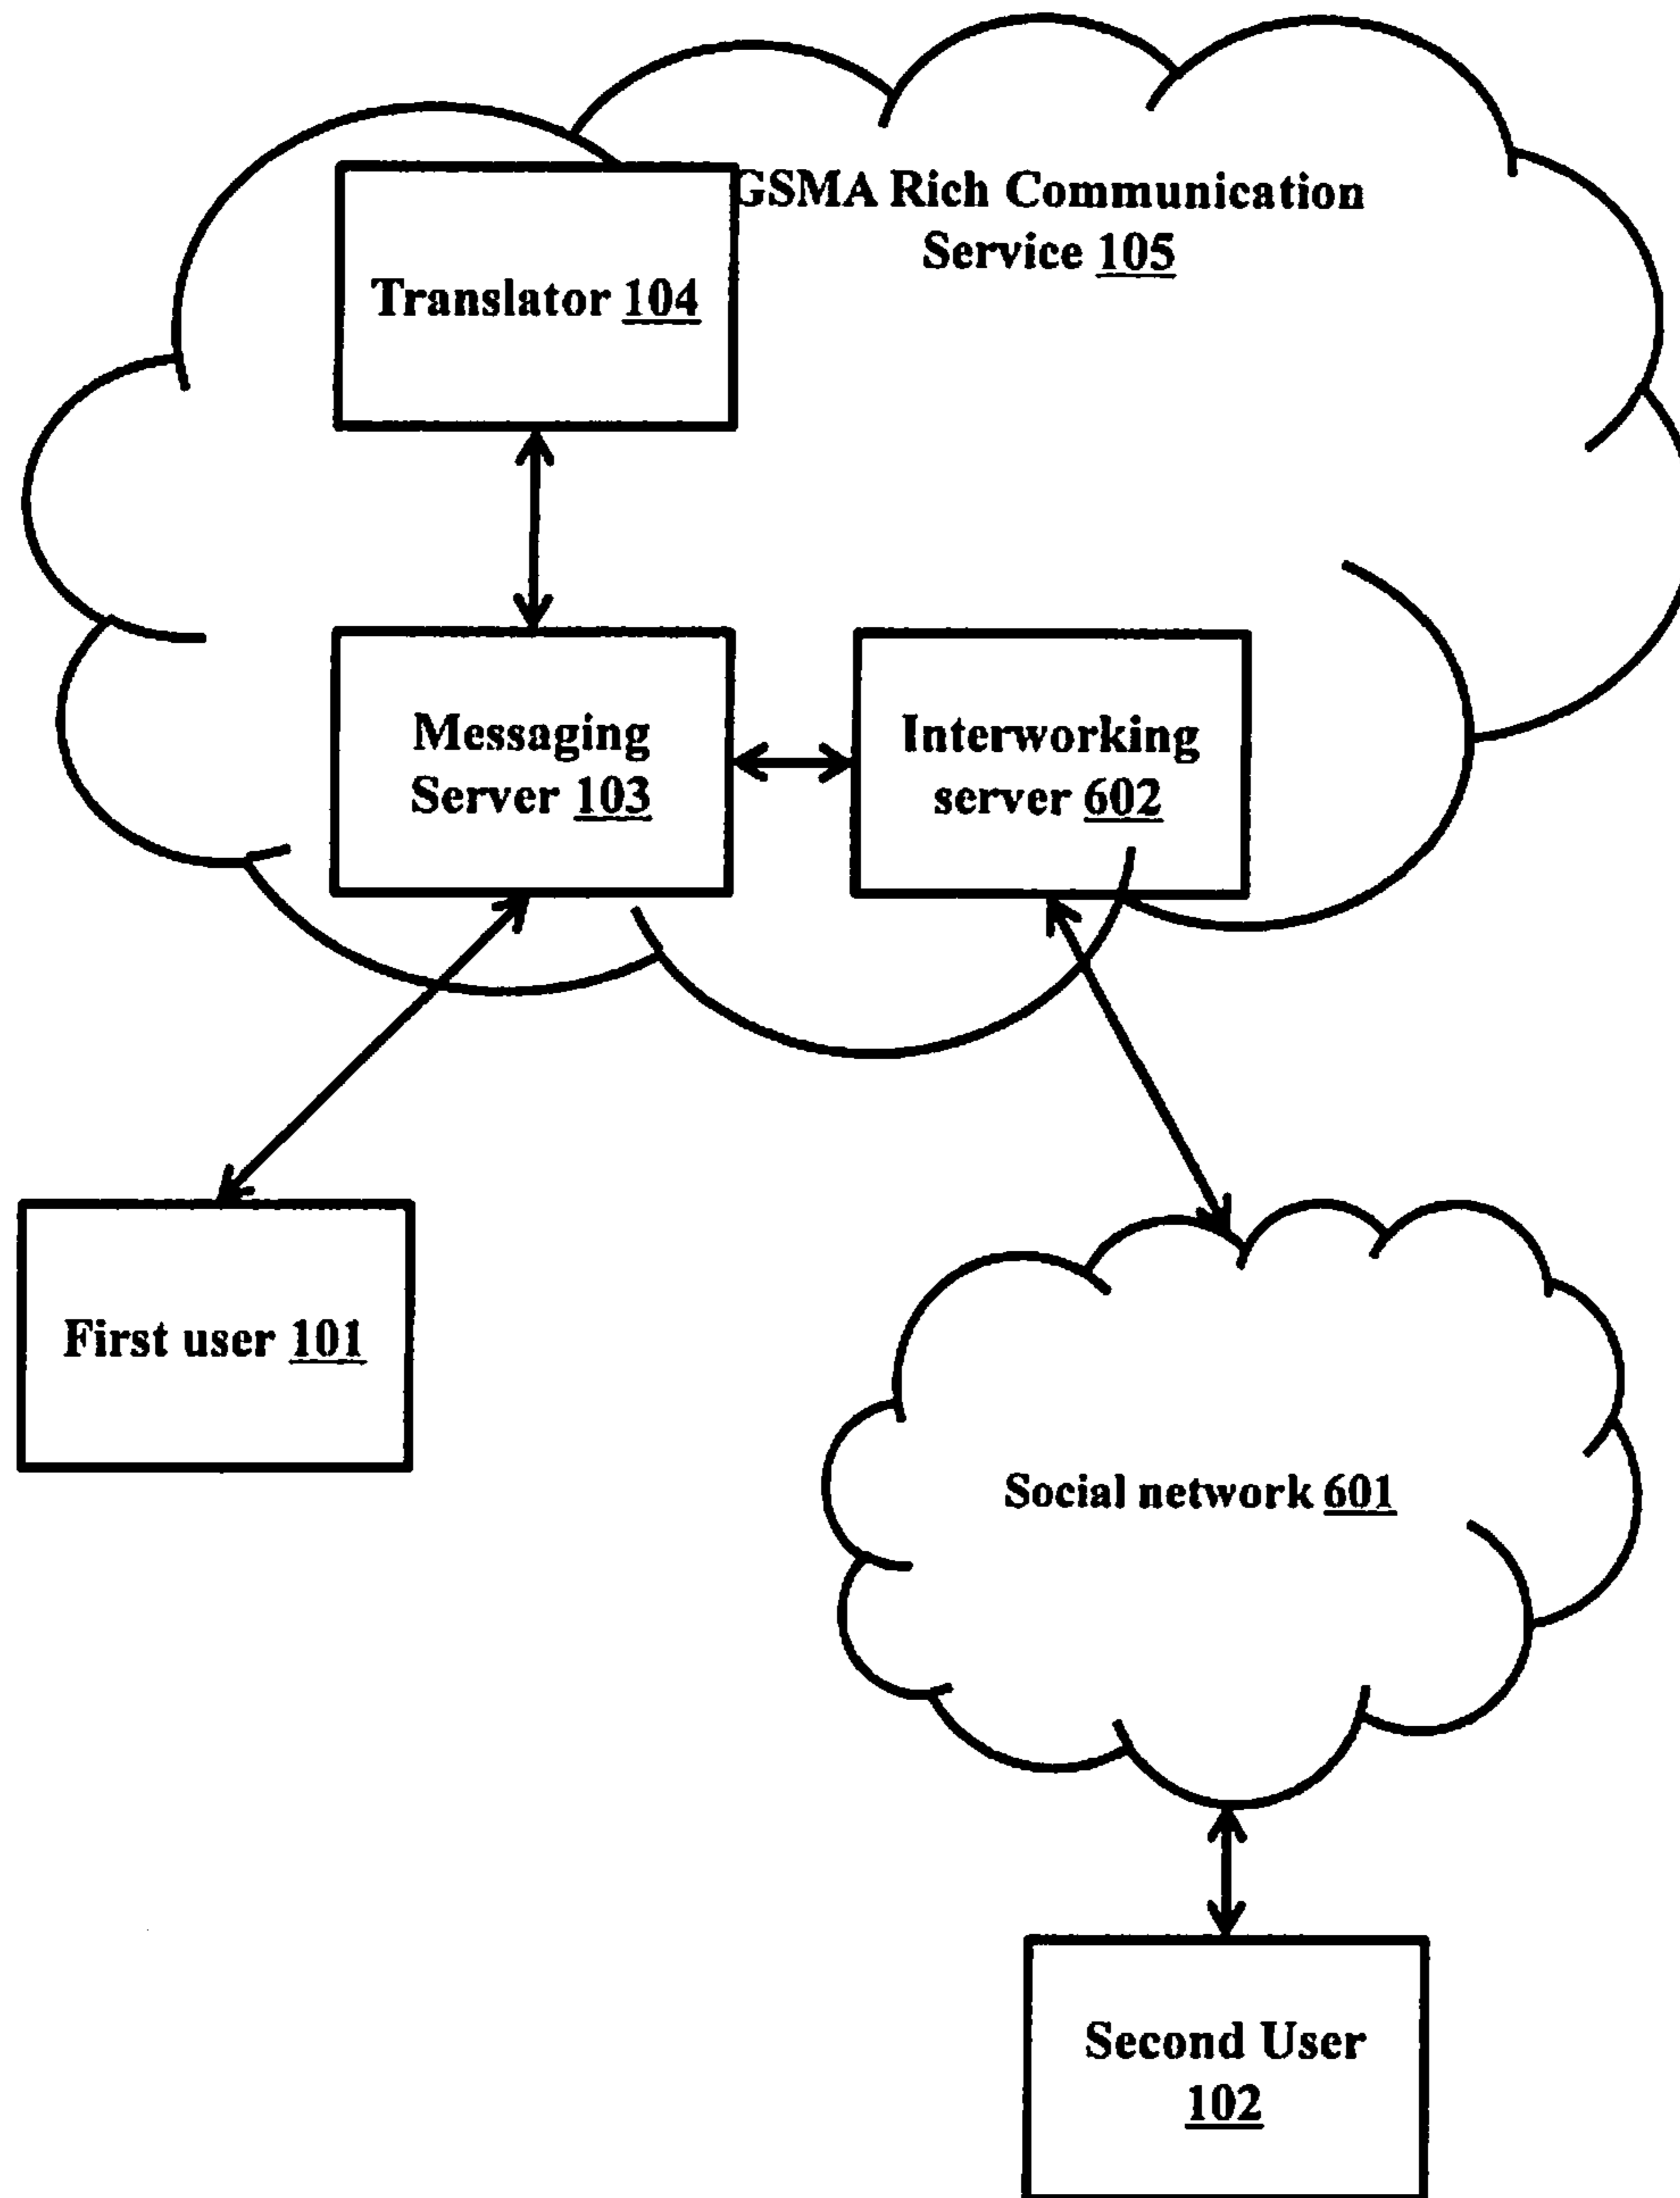 GSMA Rich Communication
Service 105
Translator 104
Messaging
Server 103
Interworking
server 602
First user 101
Social network 601
Second User
102